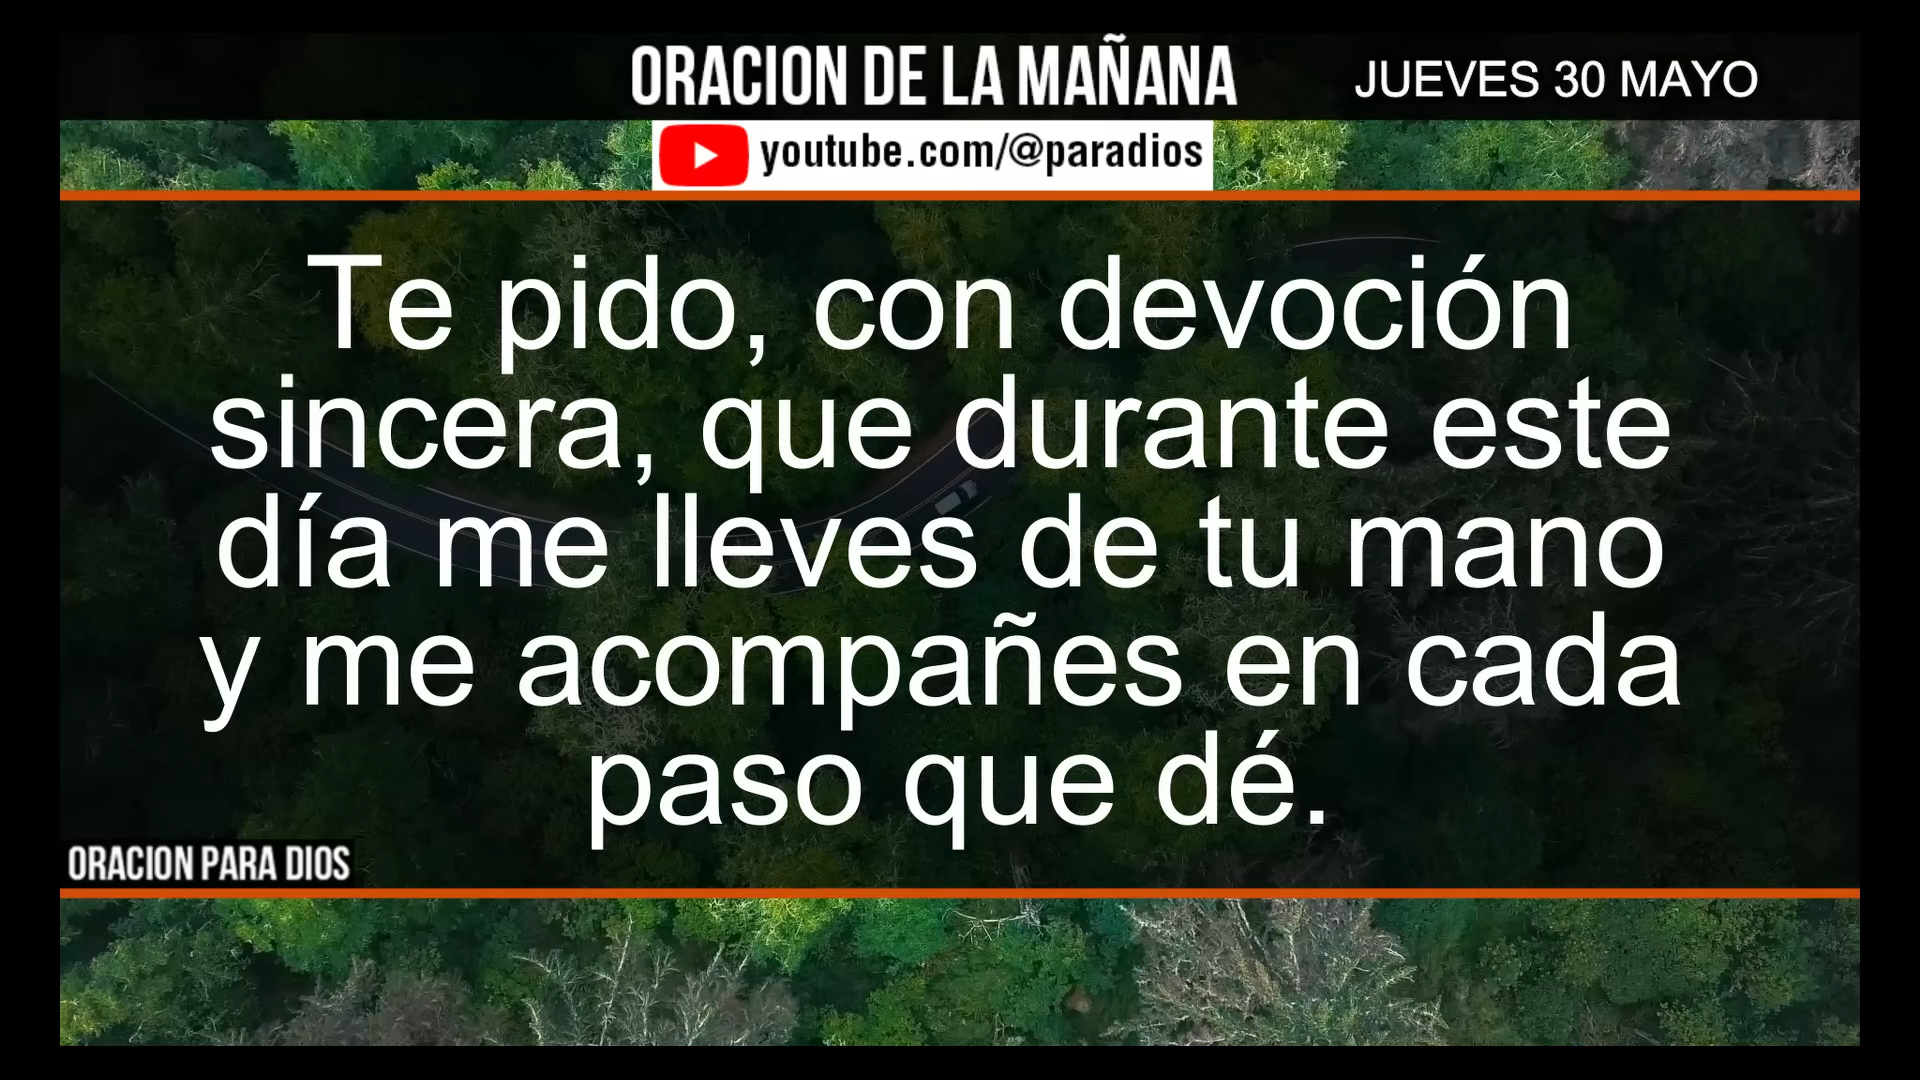 ORACION DE LA MAÑANA
JUEVES 30 MAYO
youtube.com/@paradios
Te pido, con devoción
sincera, que durante este
día me lleves de tu mano
y me acompañes en cada
paso que dé.
ORACION PARA DIOS